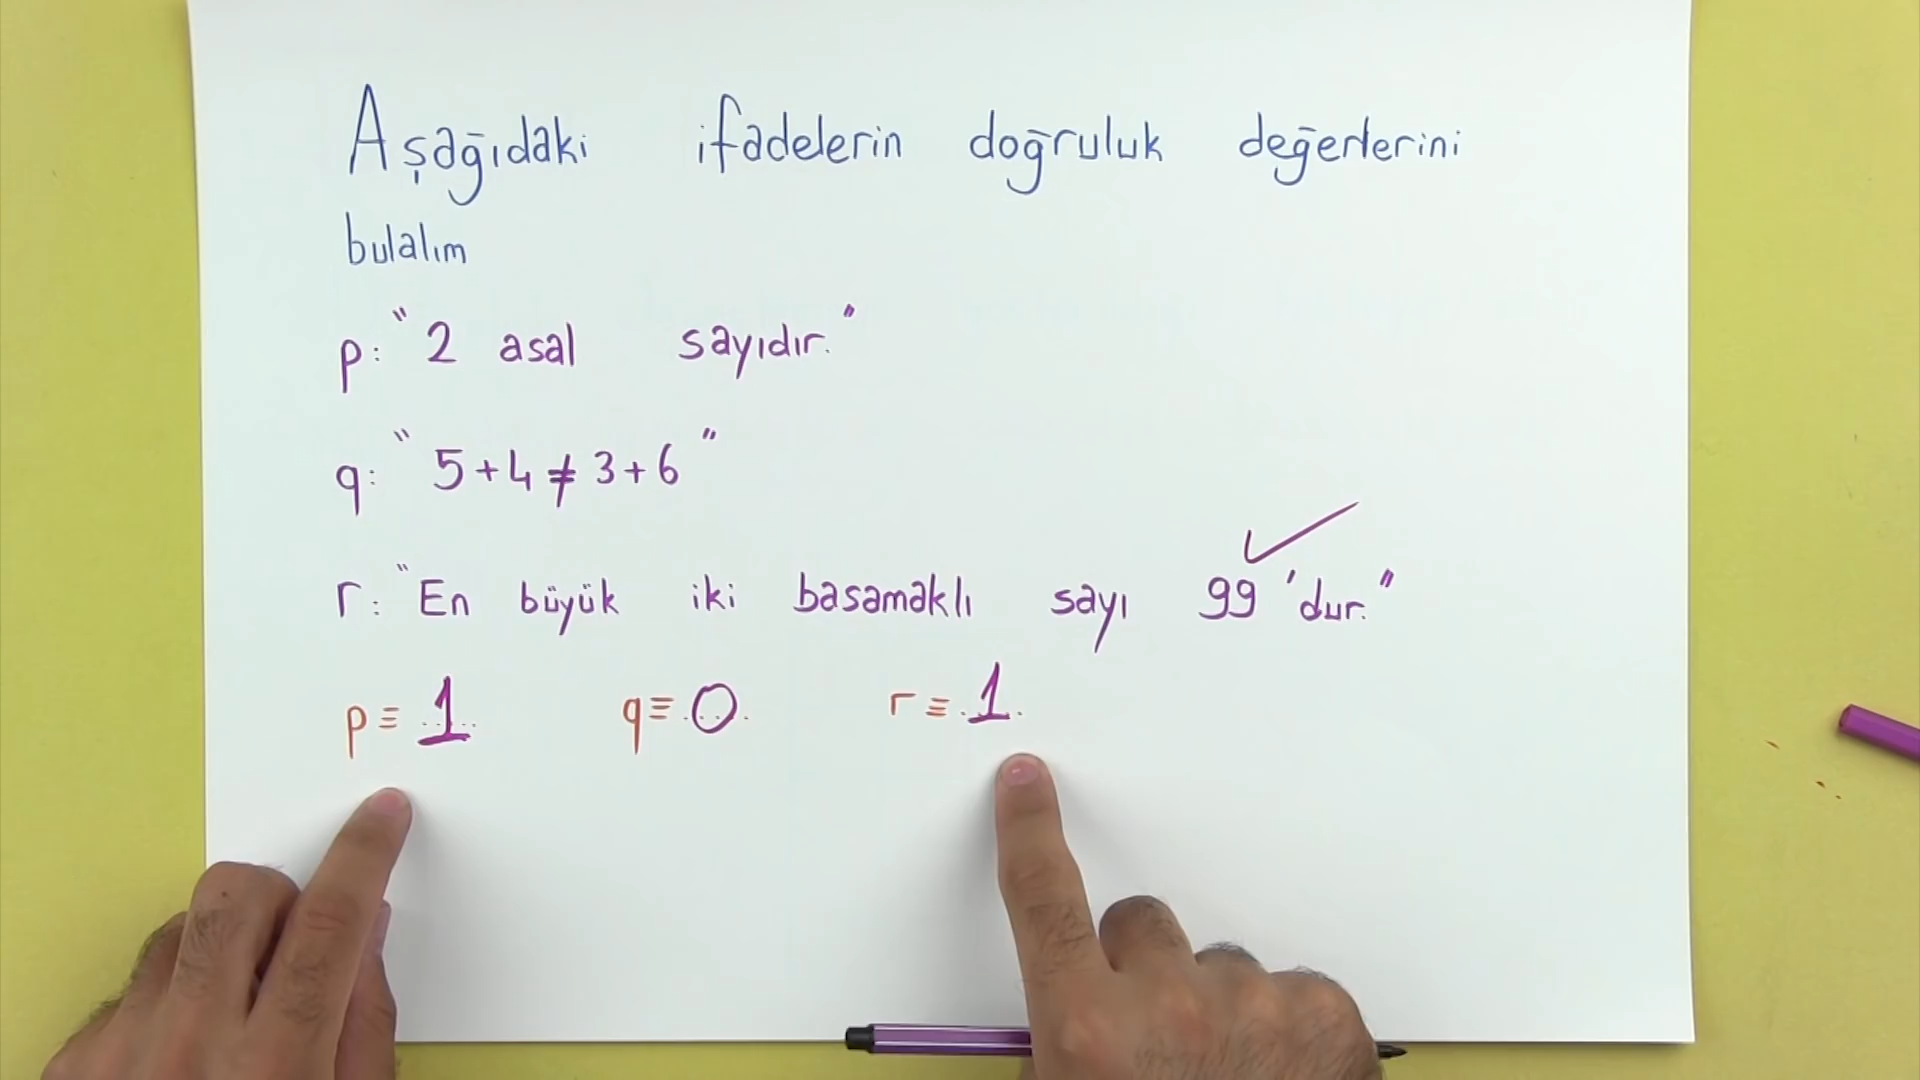 Aşağıdaki ifadelerin doğruluk değerlerini
bulalım
p: "2 asal sayıdır."
q: "5+4≠3+6"
r: "En büyük iki basamaklı sayı 99'dur."
p≡ 1 q≡ 0 r≡ 1